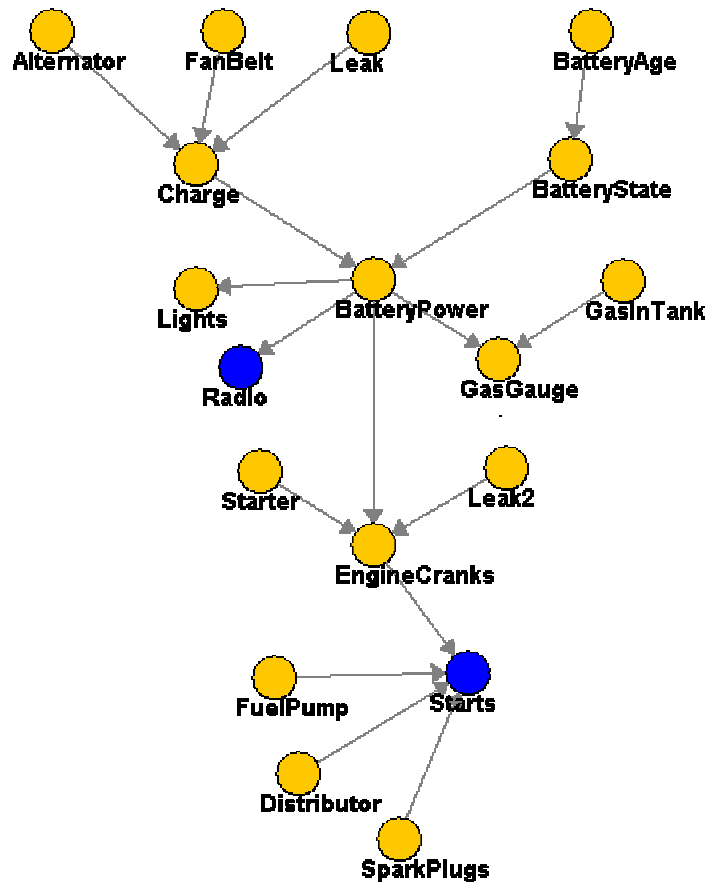 Alternator
FanBelt
Leak
BatteryAge
Charge
BatteryState
Lights
BatteryPower
GasInTank
Radio
GasGauge
Starter
Leak2
EngineCranks
FuelPump
Starts
Distributor
SparkPlugs